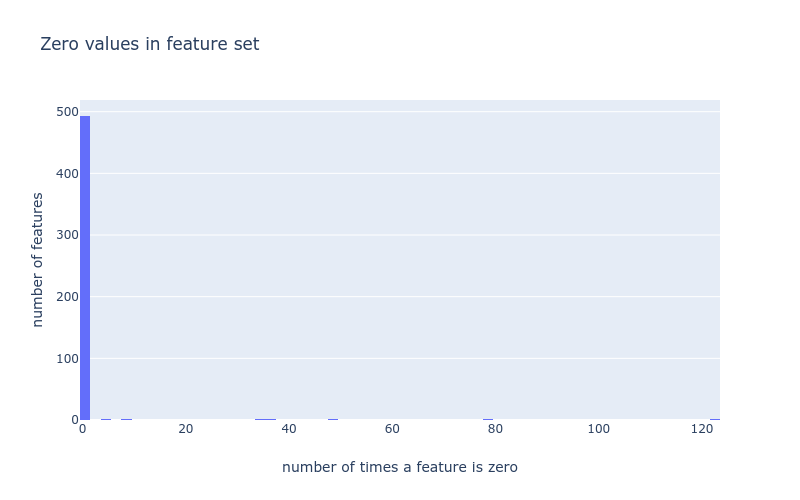 Zero values in feature set
500
400
300
200
100
0
0 20 40 60 80 100 120
number of features
number of times a feature is zero